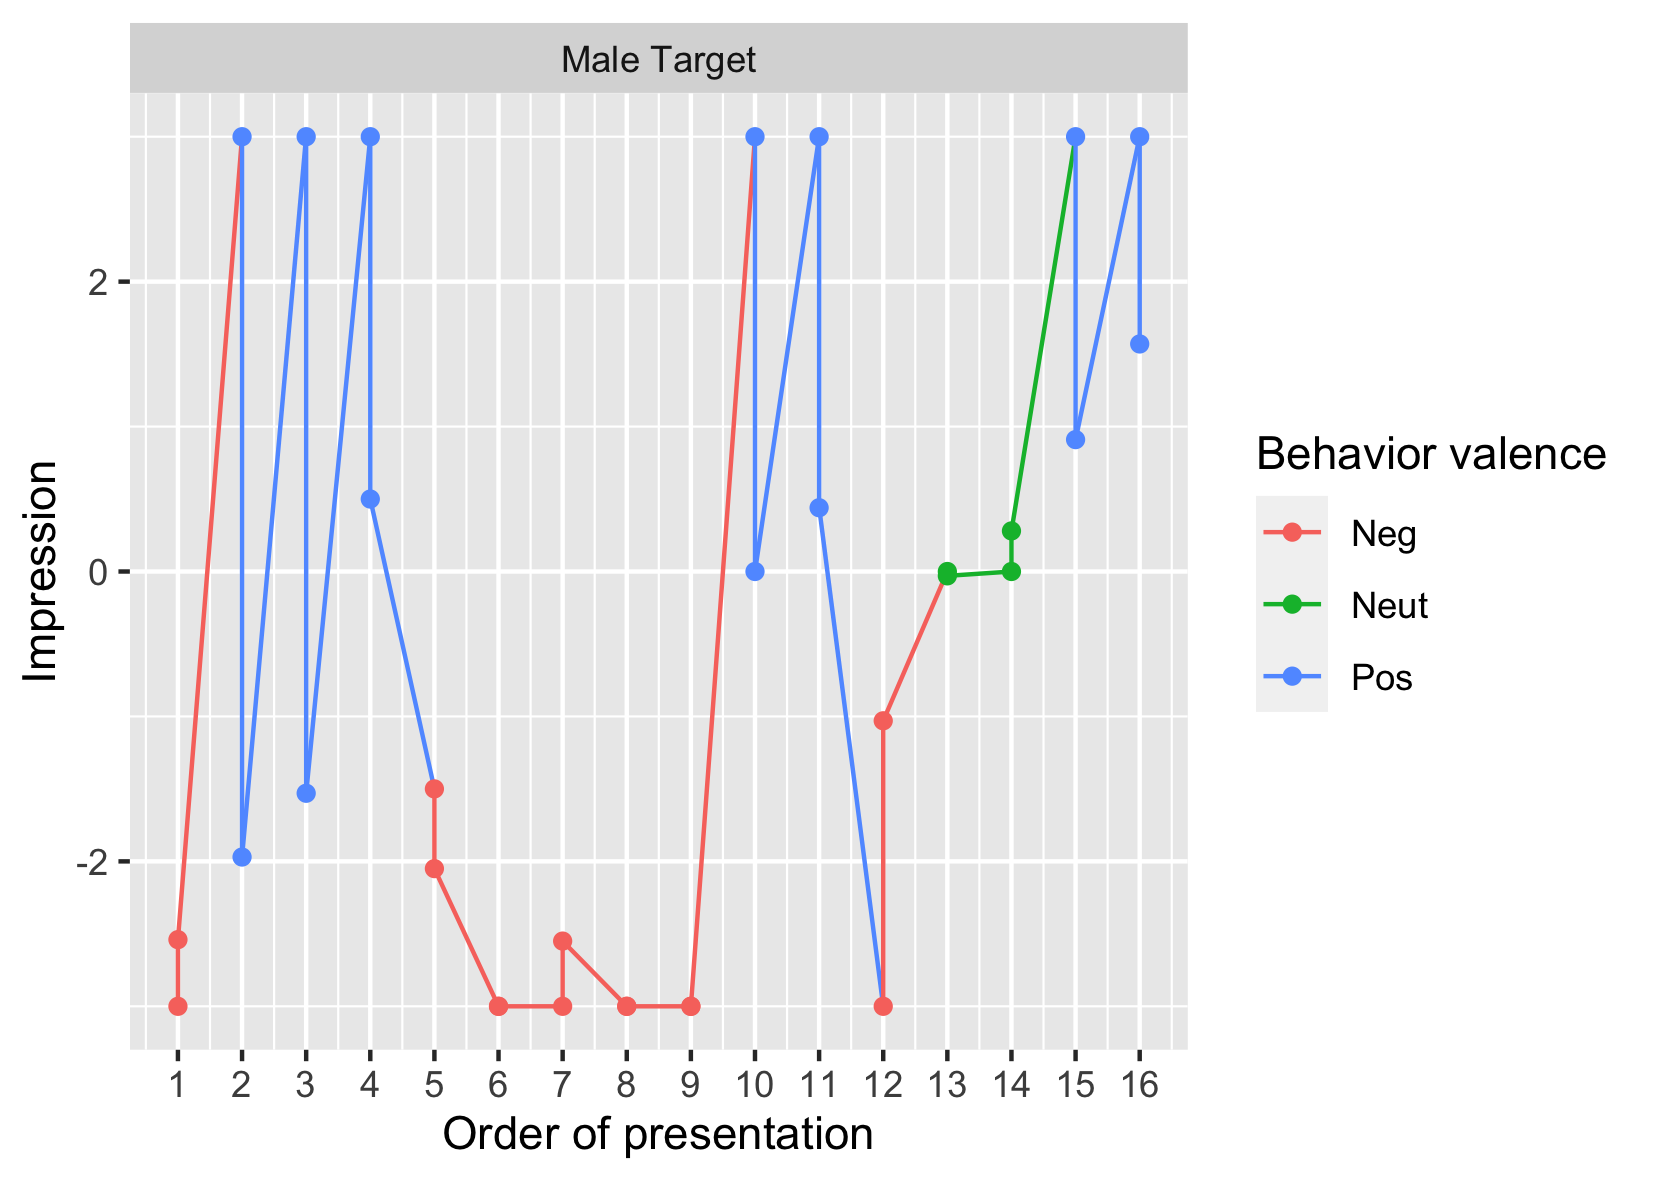 Male Target
2
0
-2
Impression
1 2 3 4 5 6 7 8 9 10 11 12 13 14 15 16
Order of presentation
Behavior valence
Neg
Neut
Pos